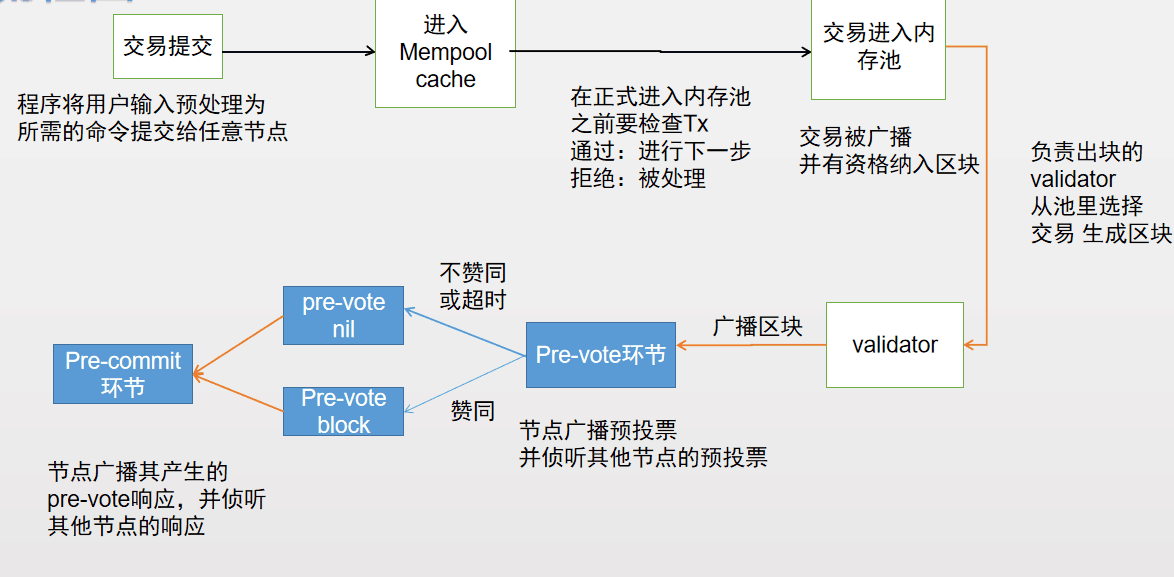 交易提交
进入
Mempool
cache
交易进入内
存池
程序将用户输入预处理为
所需的命令提交给任意节点
在正式进入内存池
之前要检查Tx
通过：进行下一步
拒绝：被处理
交易被广播
并有资格纳入区块
负责出块的
validator
从池里选择
交易 生成区块
validator
广播区块
Pre-vote环节
节点广播预投票
并侦听其他节点的预投票
不赞同
或超时
赞同
pre-vote
nil
Pre-vote
block
Pre-commit
环节
节点广播其产生的
pre-vote响应，并侦听
其他节点的响应